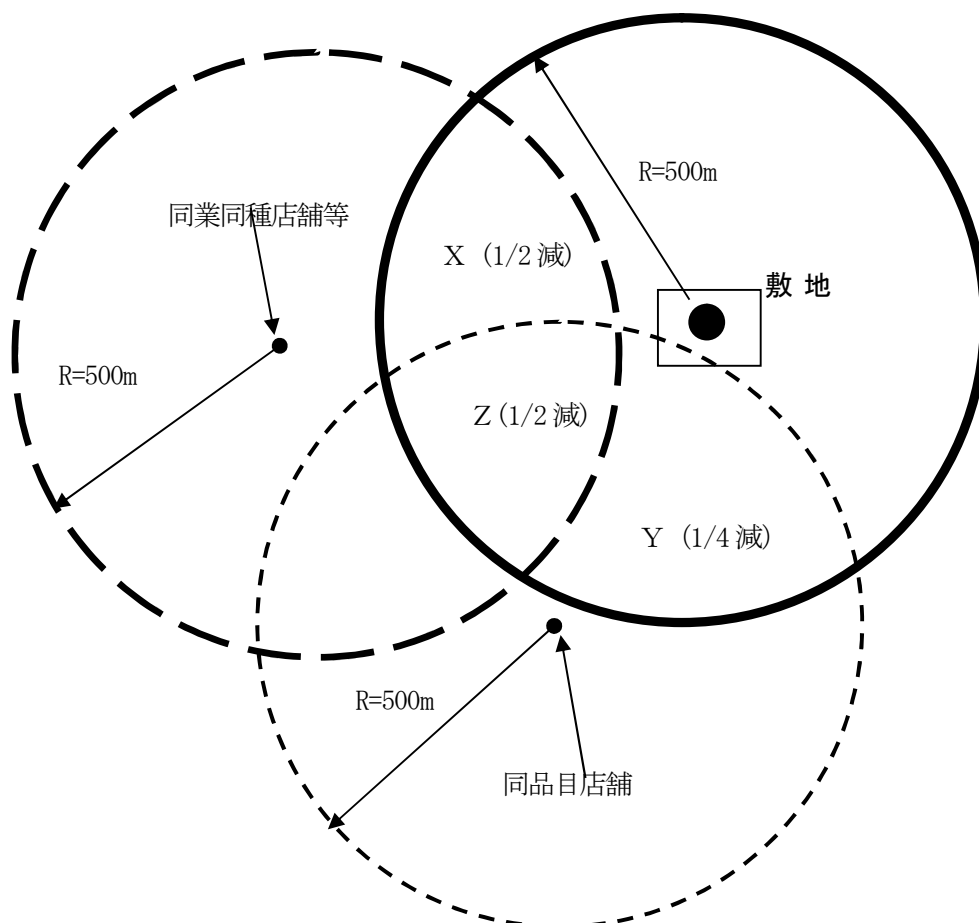 R=500m
同業同種店舗等
X (1/2減)
敷 地
R=500m
Z(1/2減)
Y (1/4減)
R=500m
同品目店舗